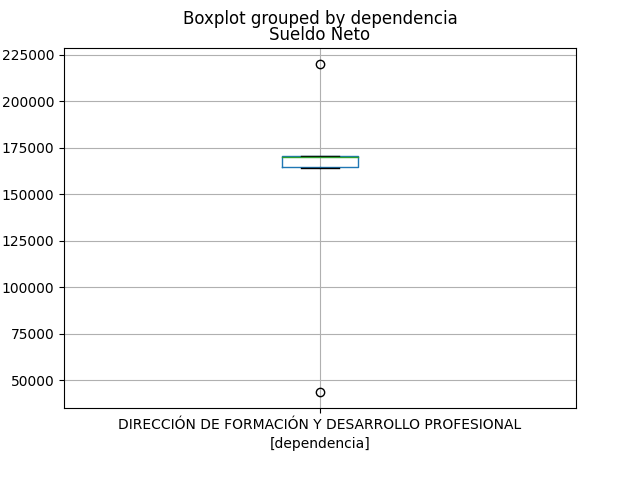 Boxplot grouped by dependencia
Sueldo Neto
225000
200000
175000
150000
125000
100000
75000
50000
DIRECCIÓN DE FORMACIÓN Y DESARROLLO PROFESIONAL
[dependencia]